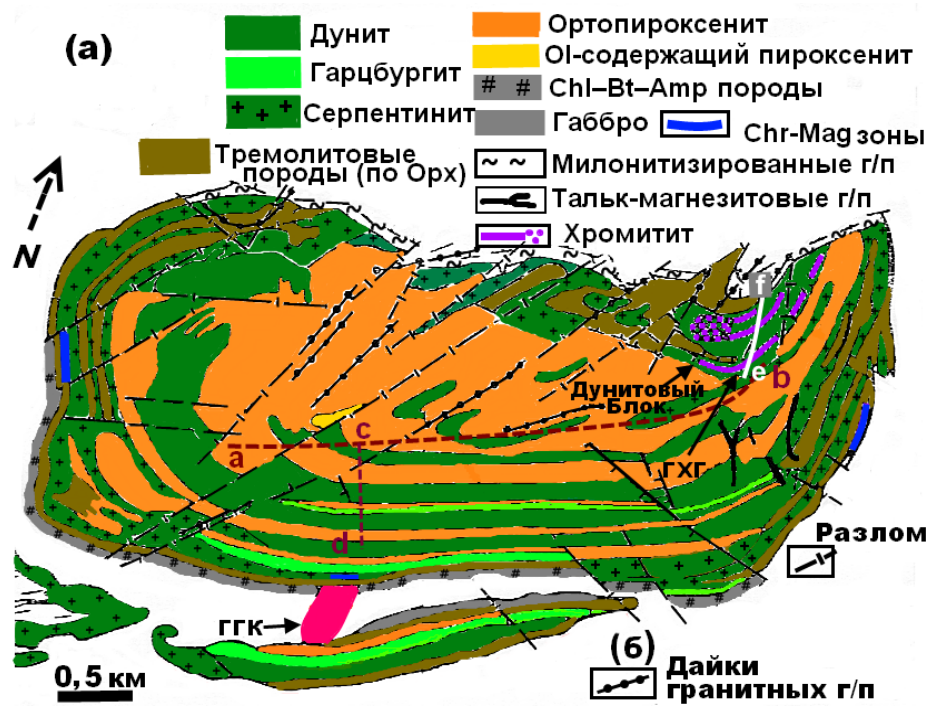 (а)
Дунит
Гарцбургит
Серпентинит
Тремолитовые
породы (по Орх)
Ортопироксенит
Ol-содержащий пироксенит
Chl–Bt–Amp породы
Габбро
Chr-Mag зоны
Милонитизированные г/п
Тальк-магнезитовые г/п
Хромитит
N
f
e
b
Дунитовый
Блок
a
c
ГХГ
d
Разлом
ГГК
(б)
0,5 км
Дайки
гранитных г/п